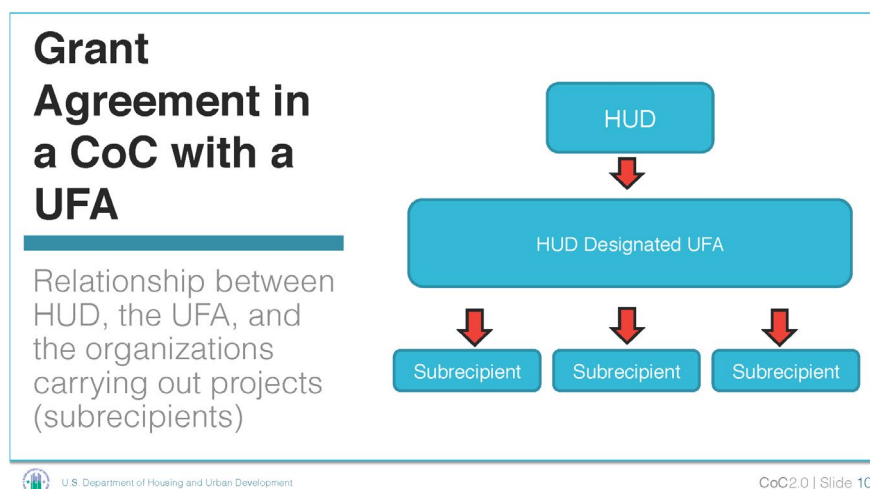 Grant
Agreement in
a CoC with a
UFA
Relationship between
HUD, the UFA, and
the organizations
carrying out projects
(subrecipients)
HUD
HUD Designated UFA
Subrecipient
Subrecipient
Subrecipient
U.S. Department of Housing and Urban Development
CoC2.0 | Slide 10